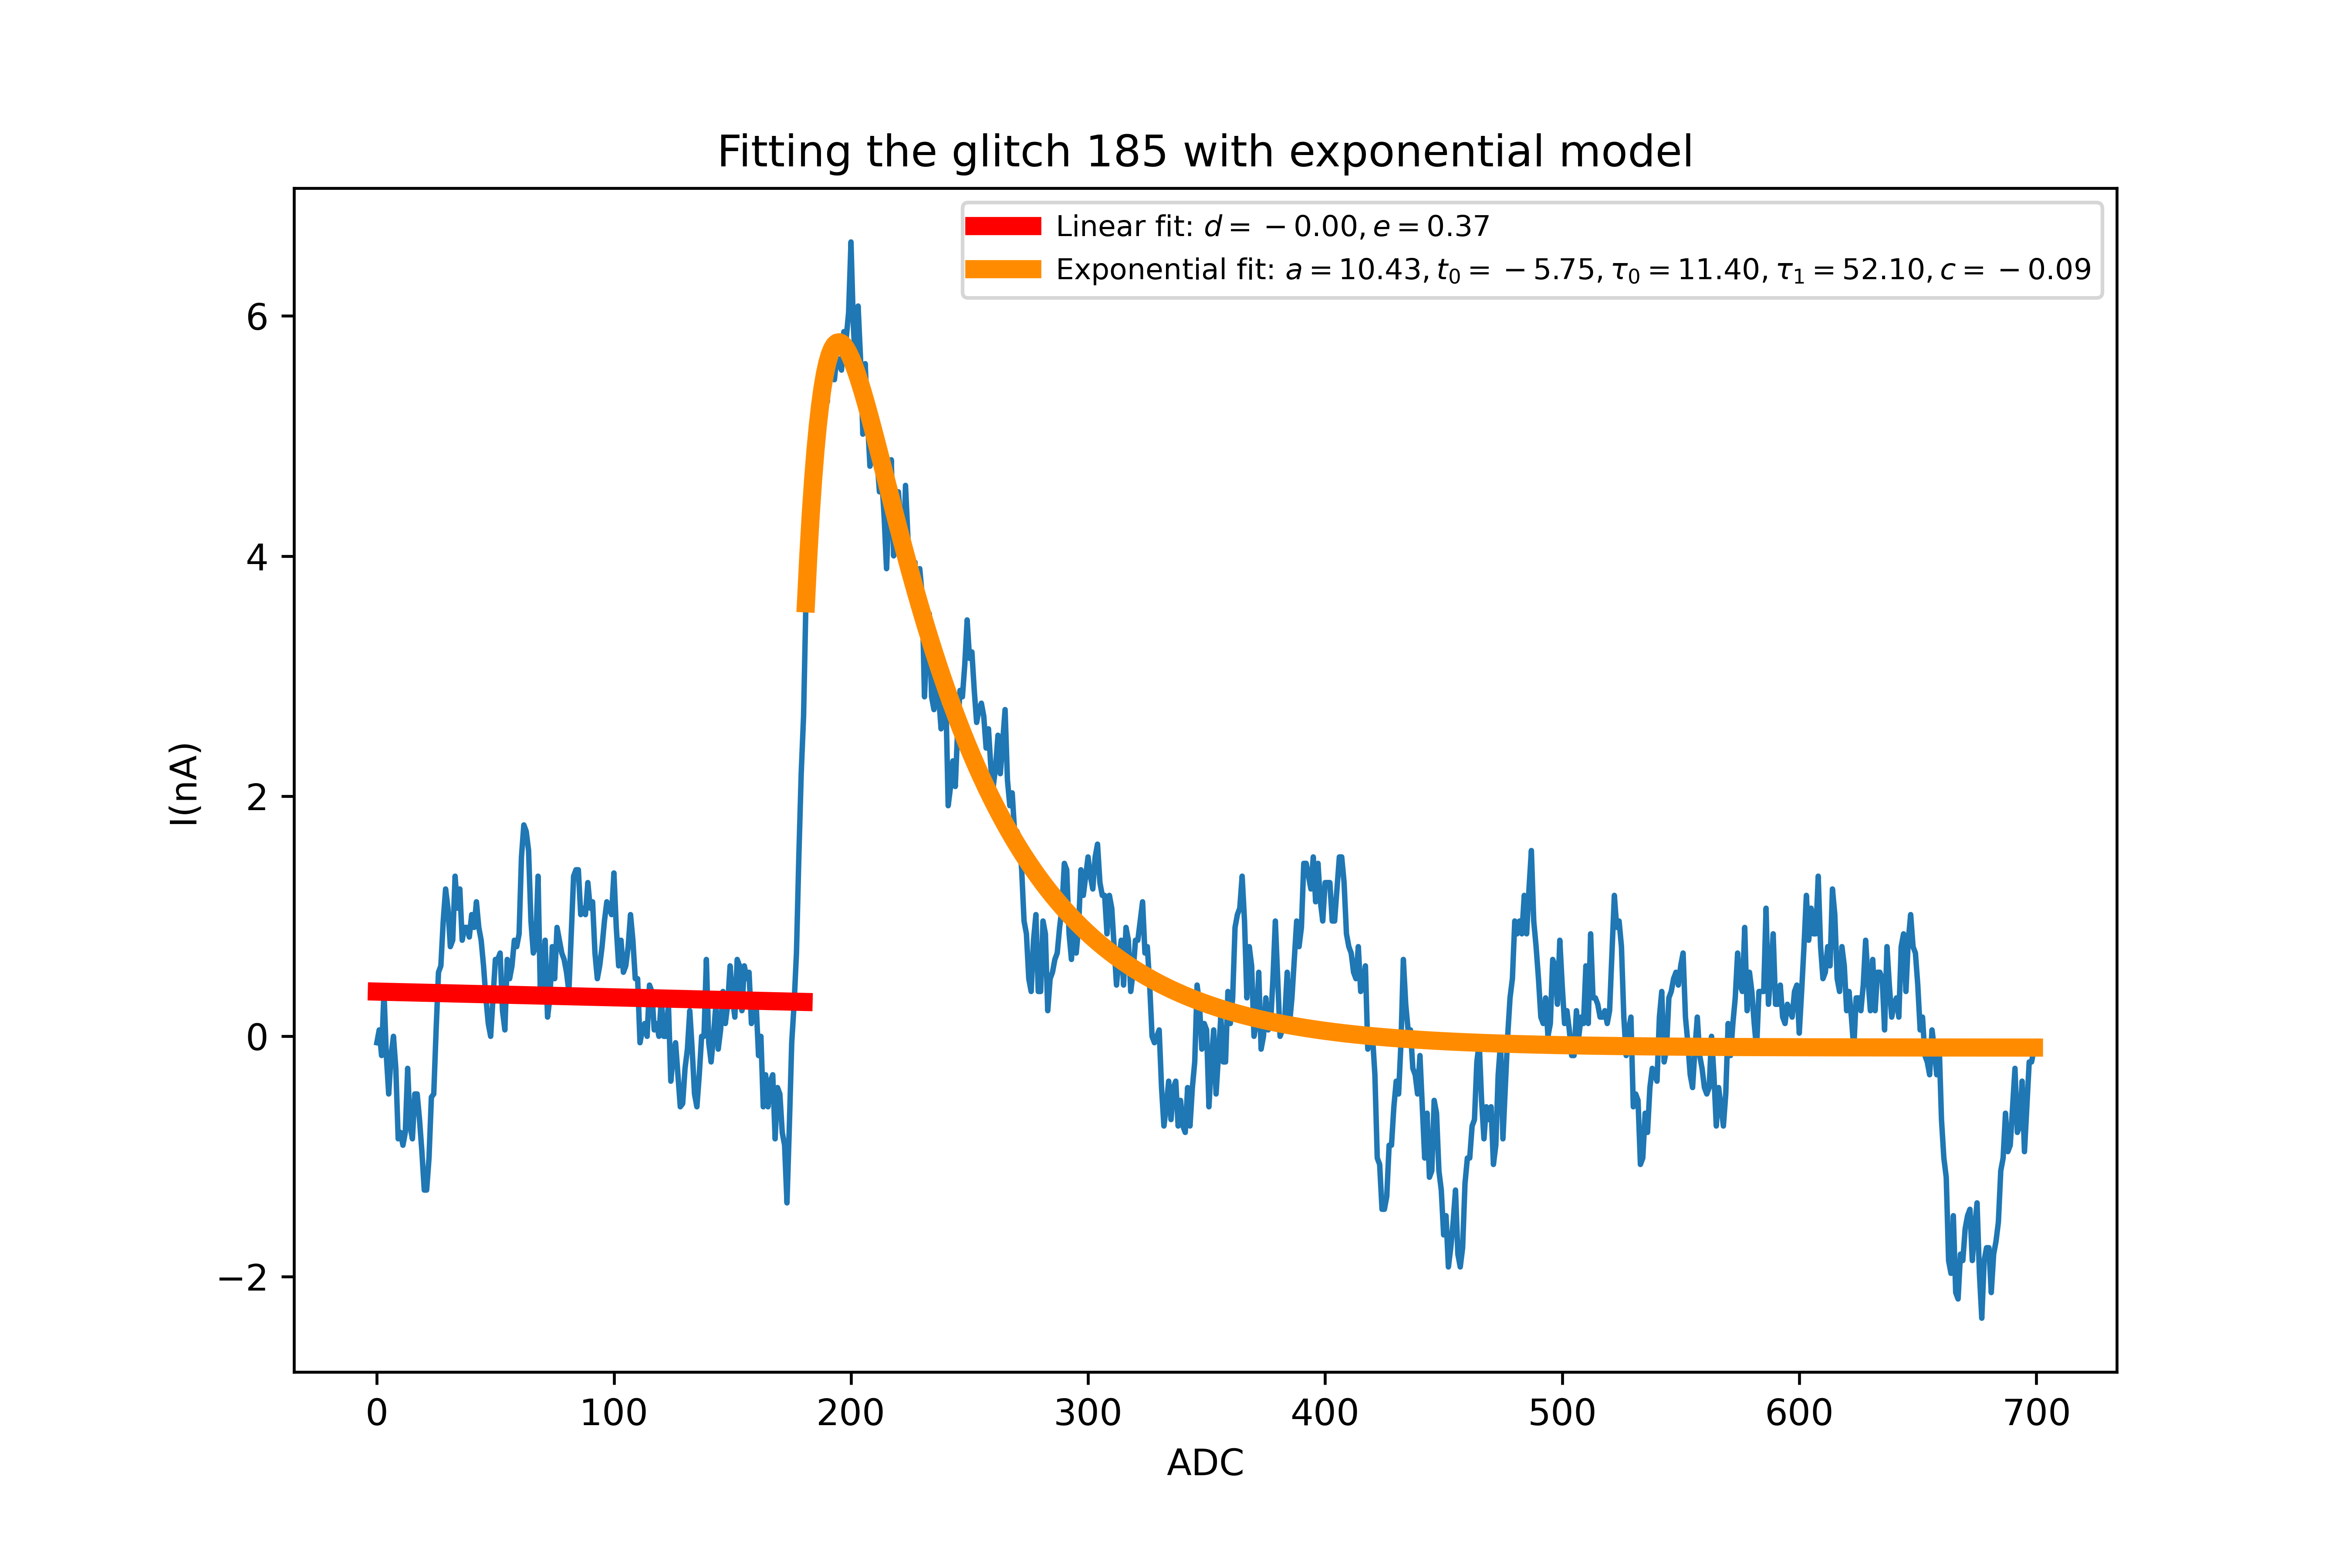 Fitting the glitch 185 with exponential model
Linear fit: d = −0.00, e = 0.37
Exponential fit: a = 10.43, t₀ = −5.75, τ₀ = 11.40, τ₁ = 52.10, c = −0.09
6
4
2
0
−2
I(nA)
0 100 200 300 400 500 600 700
ADC